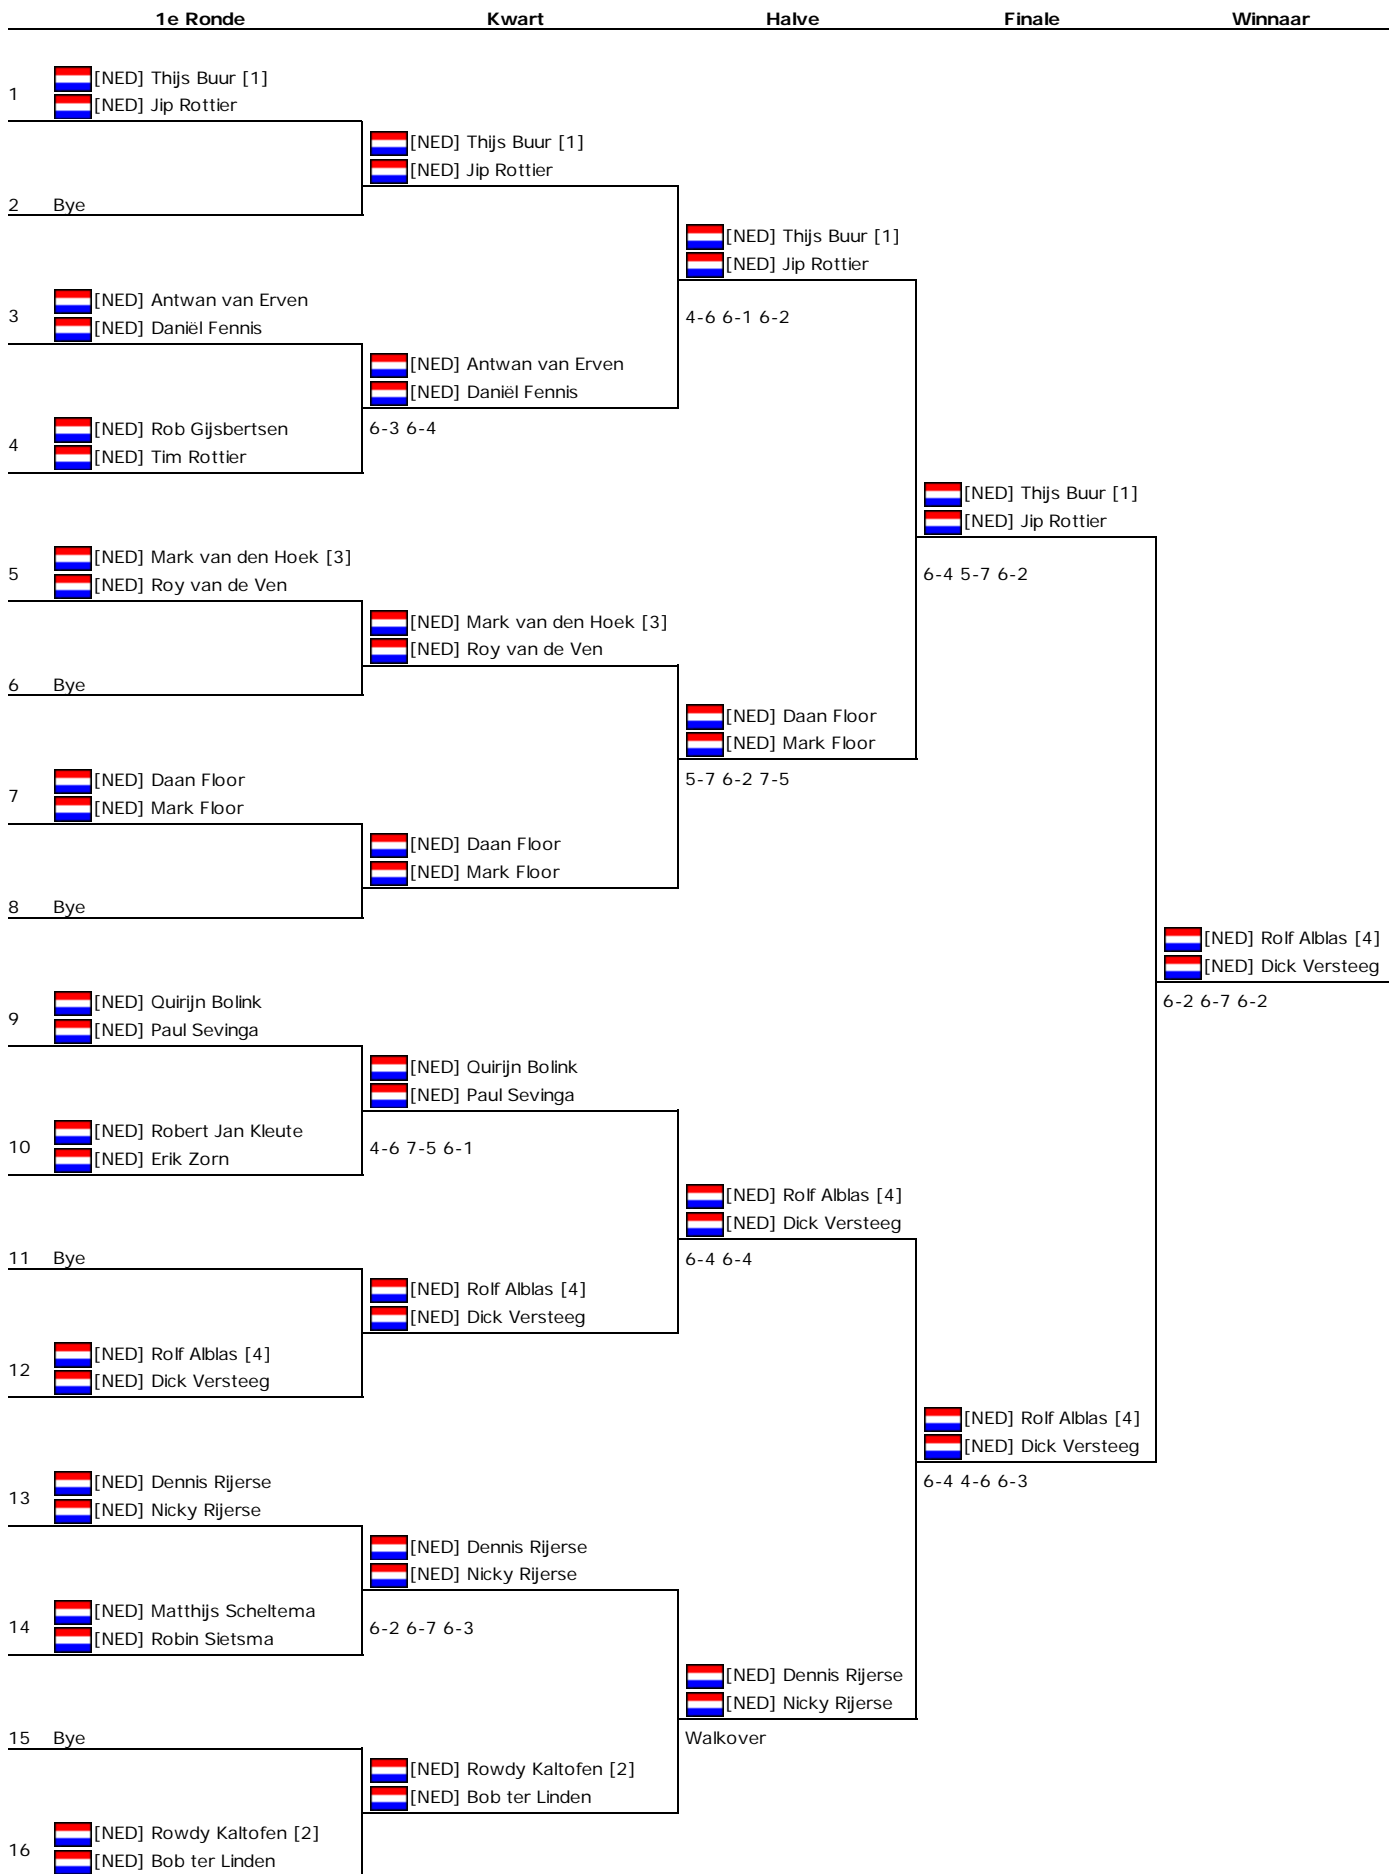 1e Ronde Kwart Halve Finale Winnaar
[NED] Thijs Buur [1]
1
[NED] Jip Rottier
[NED] Thijs Buur [1]
[NED] Jip Rottier
2 Bye
[NED] Thijs Buur [1]
[NED] Jip Rottier
[NED] Antwan van Erven
3
4-6 6-1 6-2
[NED] Daniël Fennis
[NED] Antwan van Erven
[NED] Daniël Fennis
[NED] Rob Gijsbertsen
6-3 6-4
4
[NED] Tim Rottier
[NED] Thijs Buur [1]
[NED] Jip Rottier
[NED] Mark van den Hoek [3]
5
6-4 5-7 6-2
[NED] Roy van de Ven
[NED] Mark van den Hoek [3]
[NED] Roy van de Ven
6 Bye
[NED] Daan Floor
[NED] Mark Floor
[NED] Daan Floor
5-7 6-2 7-5
7
[NED] Mark Floor
[NED] Daan Floor
[NED] Mark Floor
8 Bye
[NED] Rolf Alblas [4]
[NED] Dick Versteeg
[NED] Quirijn Bolink
6-2 6-7 6-2
9
[NED] Paul Sevinga
[NED] Quirijn Bolink
[NED] Paul Sevinga
[NED] Robert Jan Kleute
10
4-6 7-5 6-1
[NED] Erik Zorn
[NED] Rolf Alblas [4]
[NED] Dick Versteeg
11 Bye
6-4 6-4
[NED] Rolf Alblas [4]
[NED] Dick Versteeg
[NED] Rolf Alblas [4]
12
[NED] Dick Versteeg
[NED] Rolf Alblas [4]
[NED] Dick Versteeg
[NED] Dennis Rijerse
6-4 4-6 6-3
13
[NED] Nicky Rijerse
[NED] Dennis Rijerse
[NED] Nicky Rijerse
[NED] Matthijs Scheltema
14
6-2 6-7 6-3
[NED] Robin Sietsma
[NED] Dennis Rijerse
[NED] Nicky Rijerse
15 Bye
Walkover
[NED] Rowdy Kaltofen [2]
[NED] Bob ter Linden
[NED] Rowdy Kaltofen [2]
16
[NED] Bob ter Linden